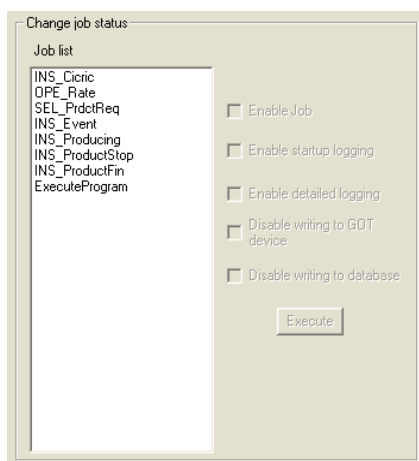 Change job status
Job list
INS_Cicric
OPE_Rate
SEL_PrdctReq
INS_Event
INS_Producing
INS_ProductStop
INS_ProductFin
ExecuteProgram
Enable Job
Enable startup logging
Enable detailed logging
Disable writing to GOT
device
Disable writing to database
Execute